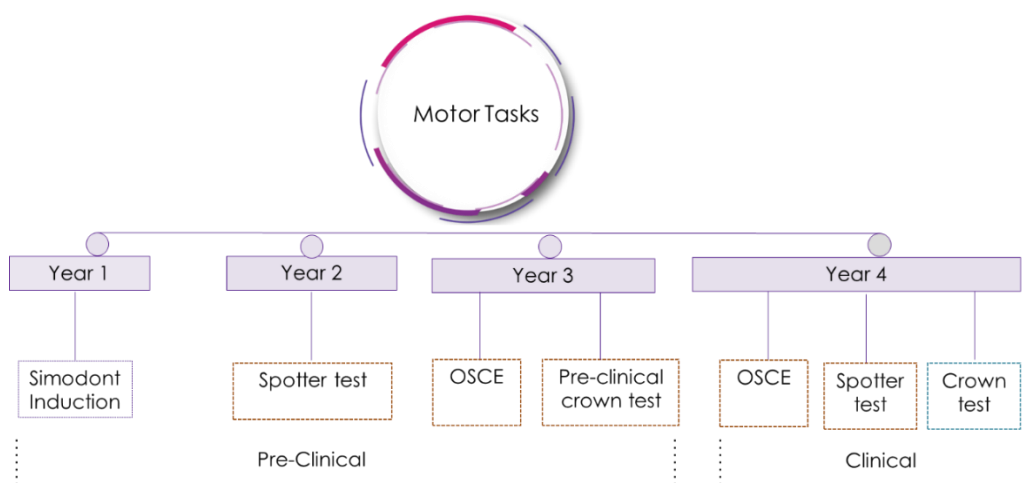 Motor Tasks
Year 1
Year 2
Year 3
Year 4
Simodont
Induction
Spotter test
OSCE
Pre-clinical
crown test
OSCE
Spotter
test
Crown
test
Pre-Clinical
Clinical